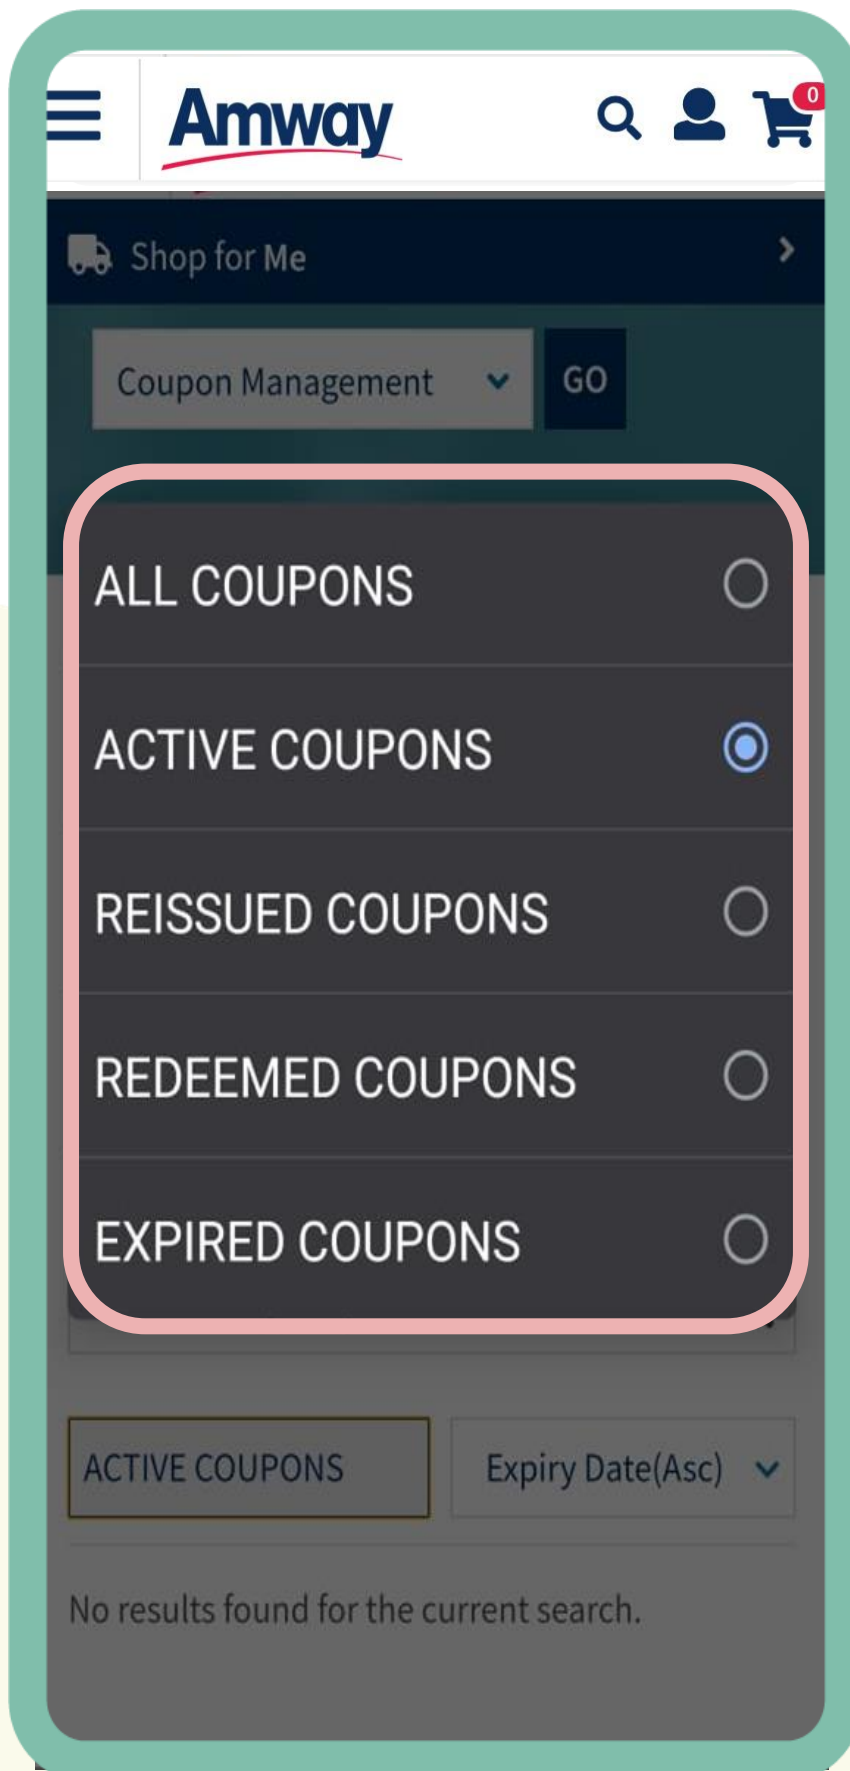 Amway
0
Shop for Me
Coupon Management
GO
ALL COUPONS
ACTIVE COUPONS
REISSUED COUPONS
REDEEMED COUPONS
EXPIRED COUPONS
ACTIVE COUPONS
Expiry Date(Asc)
No results found for the current search.